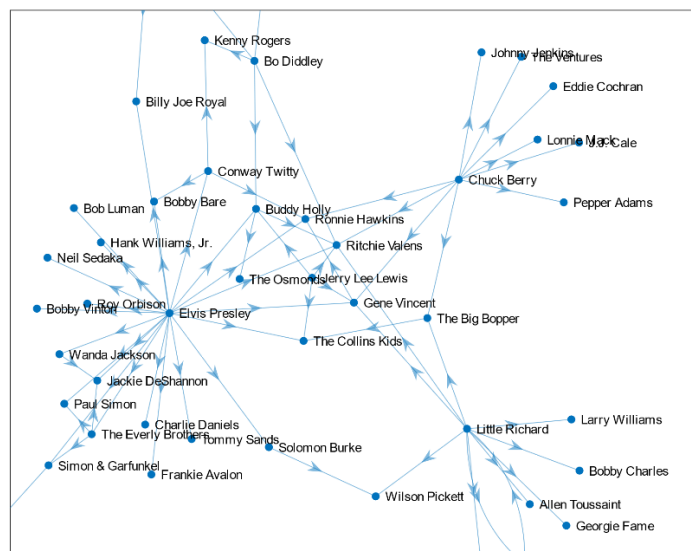 Kenny Rogers
Johnny Jenkins
The Ventures
Bo Diddley
Eddie Cochran
Billy Joe Royal
Lonnie Mack
J.J. Cale
Conway Twitty
Chuck Berry
Bobby Bare
Pepper Adams
Bob Luman
Buddy Holly
Ronnie Hawkins
Hank Williams, Jr.
Ritchie Valens
Neil Sedaka
The Osmonds
Jerry Lee Lewis
Roy Orbison
Gene Vincent
Bobby Vinton
Elvis Presley
The Big Bopper
The Collins Kids
Wanda Jackson
Jackie DeShannon
Paul Simon
Larry Williams
Charlie Daniels
Little Richard
The Everly Brothers
Tommy Sands
Solomon Burke
Simon & Garfunkel
Bobby Charles
Frankie Avalon
Wilson Pickett
Allen Toussaint
Georgie Fame